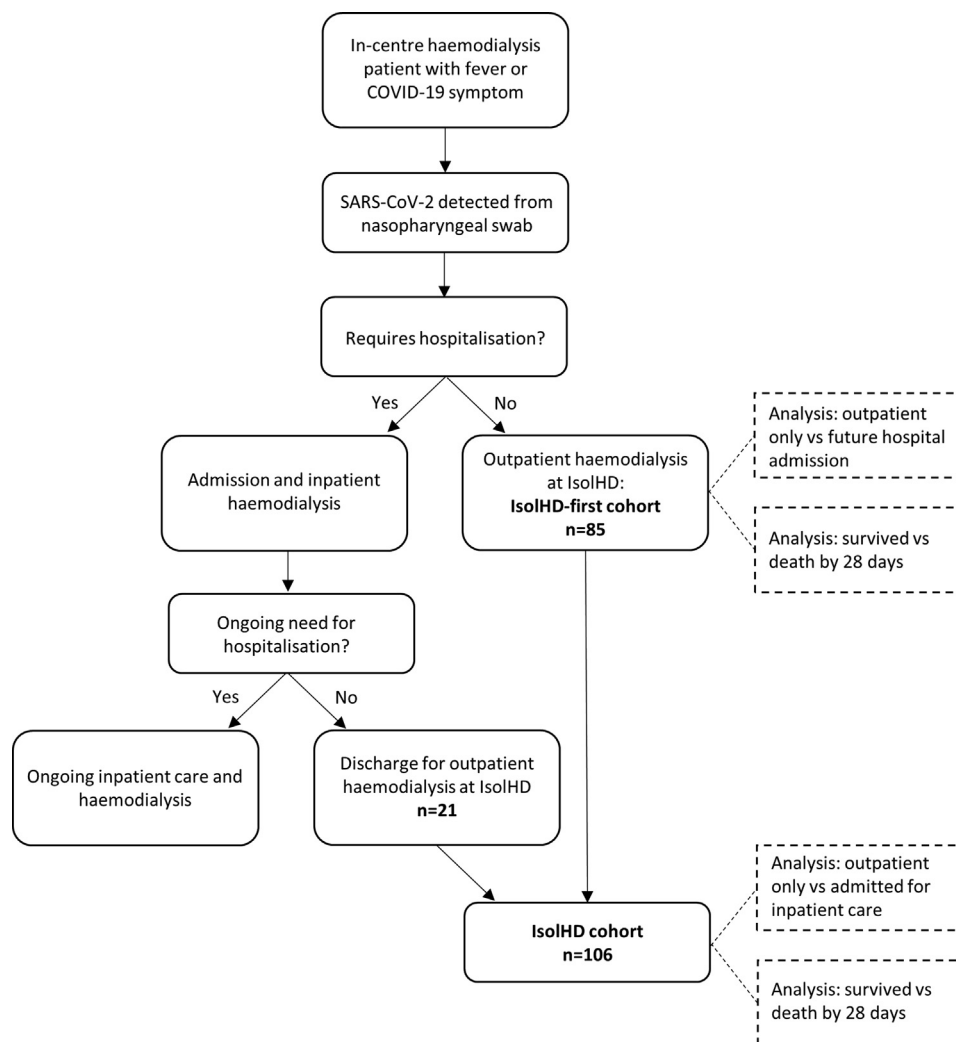 In-centre haemodialysis
patient with fever or
COVID-19 symptom
SARS-CoV-2 detected from
nasopharyngeal swab
Requires hospitalisation?
Yes
No
Admission and inpatient
haemodialysis
Outpatient haemodialysis
at IsolHD:
IsolHD-first cohort
n=85
Analysis: outpatient
only vs future hospital
admission
Analysis: survived vs
death by 28 days
Ongoing need for
hospitalisation?
Yes
No
Ongoing inpatient care and
haemodialysis
Discharge for outpatient
haemodialysis at IsolHD
n=21
IsolHD cohort
n=106
Analysis: outpatient
only vs admitted for
inpatient care
Analysis: survived vs
death by 28 days